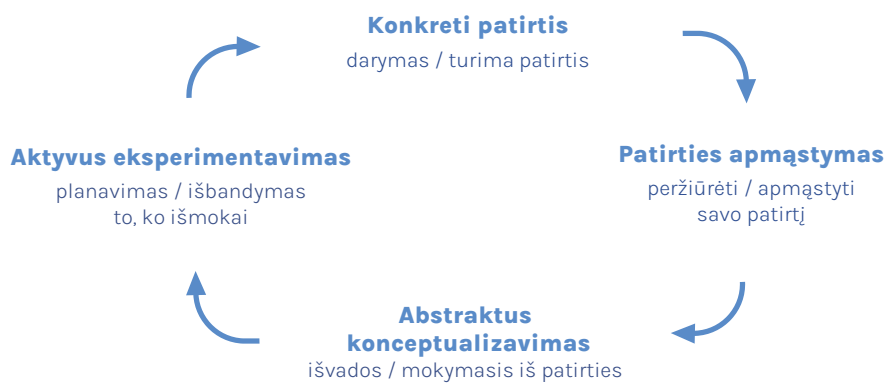 Konkreti patirtis
darymas / turima patirtis
Patirties apmąstymas
peržiūrėti / apmąstyti
savo patirtį
Abstraktus
konceptualizavimas
išvados / mokymasis iš patirties
Aktyvus eksperimentavimas
planavimas / išbandymas
to, ko išmokai